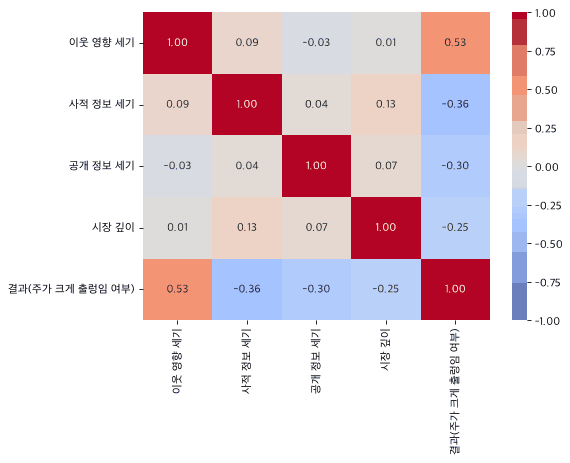 이웃 영향 세기 1.00 0.09 -0.03 0.01 0.53
사적 정보 세기 0.09 1.00 0.04 0.13 -0.36
공개 정보 세기 -0.03 0.04 1.00 0.07 -0.30
시장 깊이 0.01 0.13 0.07 1.00 -0.25
결과(주가 크게 출렁임 여부) 0.53 -0.36 -0.30 -0.25 1.00
이웃 영향 세기
사적 정보 세기
공개 정보 세기
시장 깊이
결과(주가 크게 출렁임 여부)
1.00
0.75
0.50
0.25
0.00
-0.25
-0.50
-0.75
-1.00